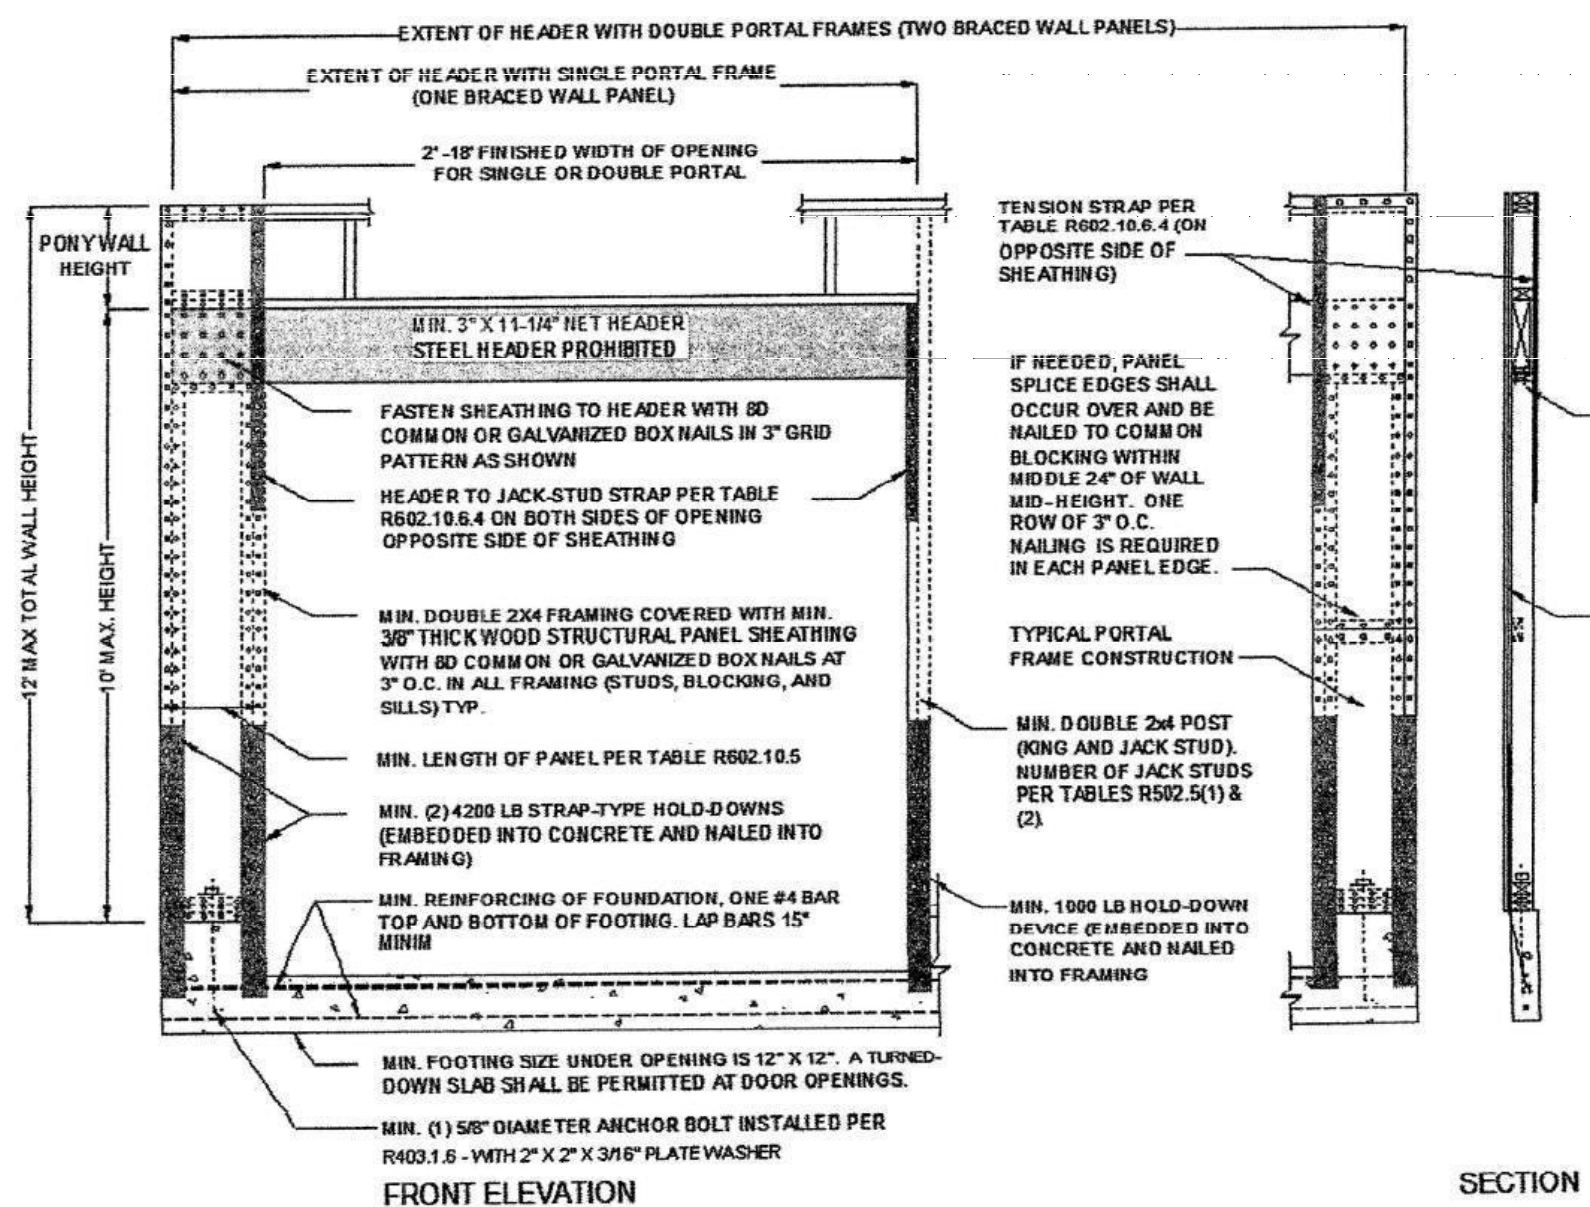 EXTENT OF HEADER WITH DOUBLE PORTAL FRAMES (TWO BRACED WALL PANELS)
EXTENT OF HEADER WITH SINGLE PORTAL FRAME
(ONE BRACED WALL PANEL)
2' -18' FINISHED WIDTH OF OPENING
FOR SINGLE OR DOUBLE PORTAL
PONY WALL
HEIGHT
12' MAX TOTAL WALL HEIGHT
10' MAX. HEIGHT
MIN. 3" X 11-1/4" NET HEADER
STEEL HEADER PROHIBITED
FASTEN SHEATHING TO HEADER WITH 8D
COMMON OR GALVANIZED BOX NAILS IN 3" GRID
PATTERN AS SHOWN
HEADER TO JACK-STUD STRAP PER TABLE
R602.10.6.4 ON BOTH SIDES OF OPENING
OPPOSITE SIDE OF SHEATHING
MIN. DOUBLE 2X4 FRAMING COVERED WITH MIN.
3/8" THICK WOOD STRUCTURAL PANEL SHEATHING
WITH 8D COMMON OR GALVANIZED BOX NAILS AT
3" O.C. IN ALL FRAMING (STUDS, BLOCKING, AND
SILLS) TYP.
MIN. LENGTH OF PANEL PER TABLE R602.10.5
MIN. (2) 4200 LB STRAP-TYPE HOLD-DOWNS
(EMBEDDED INTO CONCRETE AND NAILED INTO
FRAMING)
MIN. REINFORCING OF FOUNDATION, ONE #4 BAR
TOP AND BOTTOM OF FOOTING. LAP BARS 15"
MINIM
MIN. FOOTING SIZE UNDER OPENING IS 12" X 12". A TURNED-
DOWN SLAB SHALL BE PERMITTED AT DOOR OPENINGS.
MIN. (1) 5/8" DIAMETER ANCHOR BOLT INSTALLED PER
R403.1.6 - WITH 2" X 2" X 3/16" PLATE WASHER
FRONT ELEVATION
TENSION STRAP PER
TABLE R602.10.6.4 (ON
OPPOSITE SIDE OF
SHEATHING)
IF NEEDED, PANEL
SPLICE EDGES SHALL
OCCUR OVER AND BE
NAILED TO COMMON
BLOCKING WITHIN
MIDDLE 24" OF WALL
MID-HEIGHT. ONE
ROW OF 3" O.C.
NAILING IS REQUIRED
IN EACH PANEL EDGE.
TYPICAL PORTAL
FRAME CONSTRUCTION
MIN. DOUBLE 2x4 POST
(KING AND JACK STUD).
NUMBER OF JACK STUDS
PER TABLES R502.5(1) &
(2).
MIN. 1000 LB HOLD-DOWN
DEVICE (EMBEDDED INTO
CONCRETE AND NAILED
INTO FRAMING
SECTION